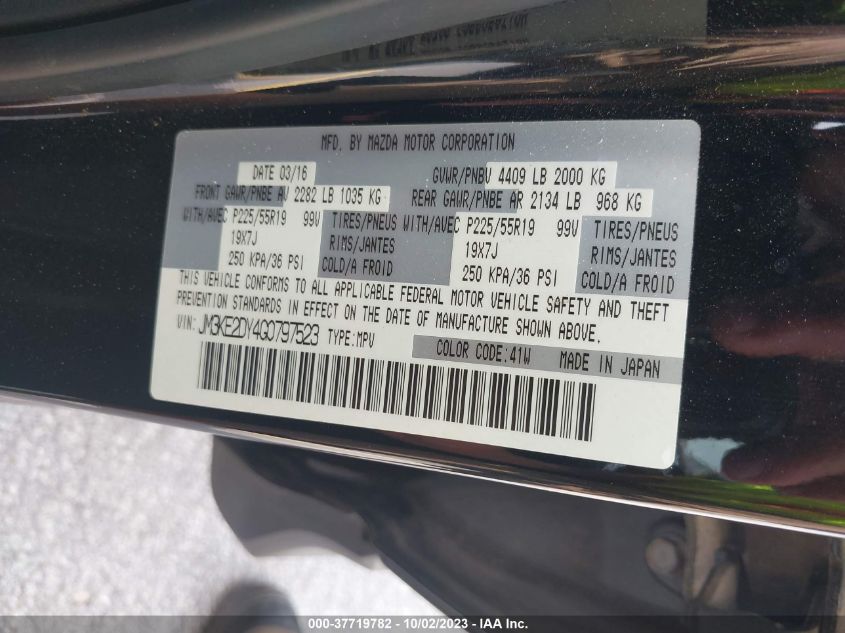 MFD. BY MAZDA MOTOR CORPORATION
DATE 03/16 GVWR/PNBV 4409 LB 2000 KG
FRONT GAWR/PNBE AV 2282 LB 1035 KG REAR GAWR/PNBE AR 2134 LB 968 KG
WITH/AVEC P225/55R19 99V TIRES/PNEUS WITH/AVEC P225/55R19 99V TIRES/PNEUS
19X7J RIMS/JANTES 19X7J RIMS/JANTES
250 KPA/36 PSI COLD/A FROID 250 KPA/36 PSI COLD/A FROID
THIS VEHICLE CONFORMS TO ALL APPLICABLE FEDERAL MOTOR VEHICLE SAFETY AND THEFT
PREVENTION STANDARDS IN EFFECT ON THE DATE OF MANUFACTURE SHOWN ABOVE.
VIN: JM3KE2DY4G0797523 TYPE:MPV
COLOR CODE:41W MADE IN JAPAN
000-37719782 - 10/02/2023 - IAA Inc.